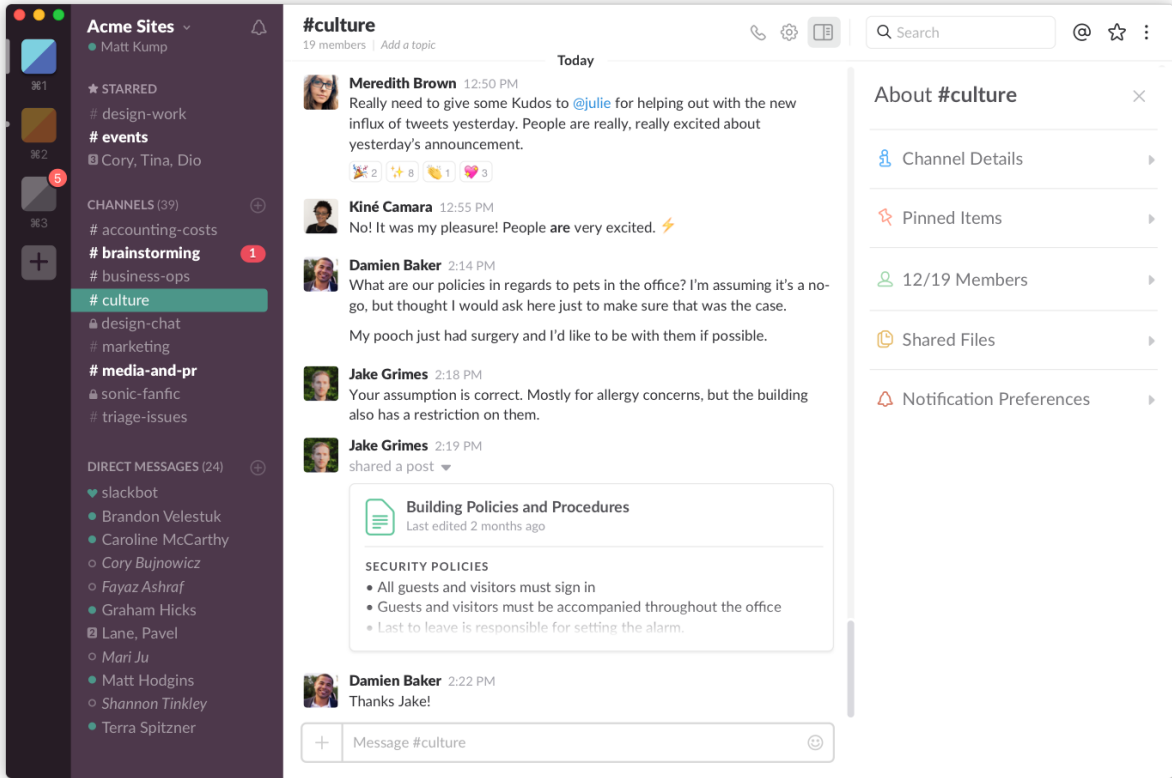 Acme Sites
Matt Kump
⌘1
⌘2
5
⌘3
STARRED
# design-work
# events
3 Cory, Tina, Dio
CHANNELS (39)
# accounting-costs
# brainstorming 1
# business-ops
# culture
design-chat
# marketing
# media-and-pr
sonic-fanfic
# triage-issues
DIRECT MESSAGES (24)
slackbot
Brandon Velestuk
Caroline McCarthy
Cory Bujnowicz
Fayaz Ashraf
Graham Hicks
2 Lane, Pavel
Mari Ju
Matt Hodgins
Shannon Tinkley
Terra Spitzner
#culture
19 members | Add a topic
Search
Today
Meredith Brown 12:50 PM
Really need to give some Kudos to @julie for helping out with the new
influx of tweets yesterday. People are really, really excited about
yesterday's announcement.
🎉 2 ✨ 8 👏 1 💖 3
Kiné Camara 12:55 PM
No! It was my pleasure! People are very excited. ⚡
Damien Baker 2:14 PM
What are our policies in regards to pets in the office? I'm assuming it's a no-
go, but thought I would ask here just to make sure that was the case.
My pooch just had surgery and I'd like to be with them if possible.
Jake Grimes 2:18 PM
Your assumption is correct. Mostly for allergy concerns, but the building
also has a restriction on them.
Jake Grimes 2:19 PM
shared a post
Building Policies and Procedures
Last edited 2 months ago
SECURITY POLICIES
• All guests and visitors must sign in
• Guests and visitors must be accompanied throughout the office
• Last to leave is responsible for setting the alarm.
Damien Baker 2:22 PM
Thanks Jake!
Message #culture
About #culture
Channel Details
Pinned Items
12/19 Members
Shared Files
Notification Preferences